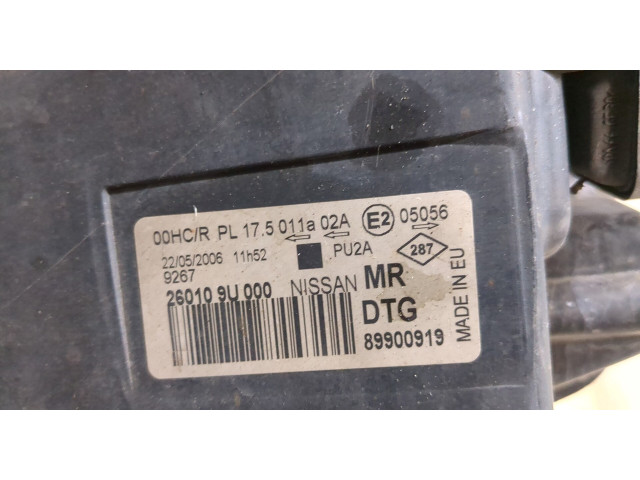 00HC/R PL 17.5 011a 02A E2 05056
22/05/2006 11h52 PU2A 287
9267
26010 9U 000 NISSAN MR
DTG
89900919
MADE IN EU